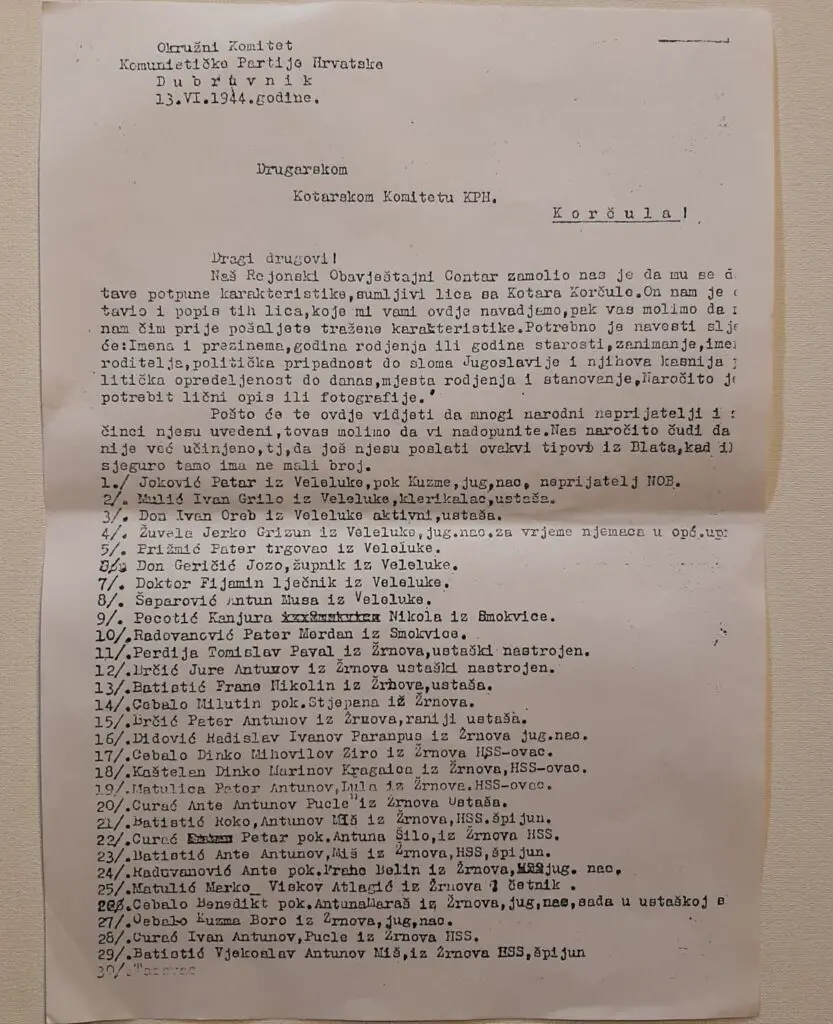 Okružni Komitet
Komunističke Partije Hrvatske
Dubrovnik
13.VI.1944.godine.
Drugarskom
Kotarskom Komitetu KPH.
Korčula!
Dragi drugovi!
Naš Rejonski Obavještajni Centar zamolio nas je da mu se d
tave potpune karakteristike,sumljivi lica sa Kotara Korčule.On nam je
tavio i popis tih lica,koje mi vami ovdje navadjamo,pak vas molimo da
nam čim prije pošaljete tražene karakteristike.Potrebno je navesti slje
će:Imena i prezinema,godina rodjenja ili godina starosti,zanimanje,ime
roditelja,politička pripadnost do sloma Jugoslavije i njihova kasnija
litička opredeljenost do danas,mjesta rodjenja i stanovanje,Naročito je
potrebit lični opis ili fotografije.
Pošto će te ovdje vidjeti da mnogi narodni neprijatelji i
činci njesu uvedeni,tovas molimo da vi nadopunite.Nas naročito čudi da
nije već učinjeno,tj,da još njesu poslati ovakvi tipovi iz Blata,kad ih
sjeguro tamo ima ne mali broj.
1./ Joković Petar iz Veleluke,pok Kuzme,jug,nac, neprijatelj NOB.
2/. Mulić Ivan Grilo iz Veleluke,klerikalac,ustaša.
3/. Don Ivan Oreb iz Veleluke aktivni,ustaša.
4/. Žuvela Jerko Grizun iz Veleluke,jug.nac.za vrjeme njemaca u opć.upr
5/. Prižmić Petar trgovac iz Veleluke.
6/. Don Geričić Jozo,župnik iz Veleluke.
7/. Doktor Fijamin lječnik iz Veleluke.
8/. Šeparović Antun Musa iz Veleluke.
9/. Pecotić Kanjura Nikola iz Smokvice.
10/.Radovanović Petar Merdan iz Smokvice.
11/.Perdija Tomislav Paval iz Žrnova,ustaški nastrojen.
12/.Brčić Jure Antunov iz Žrnova ustaški nastrojen.
13/.Batistić Frano Nikolin iz Žrnova,ustaša.
14/.Cebalo Milutin pok.Stjepana iz Žrnova.
15/.Brčić Petar Antunov iz Žrnova,raniji ustaša.
16/.Didović Radislav Ivanov Paranpus iz Žrnova jug.nac.
17/.Cebalo Dinko Mihovilov Ziro iz Žrnova HSS-ovac.
18/.Kaštelan Dinko Marinov Kragaica iz Žrnova,HSS-ovac.
19/.Matulica Petar Antunov,Lula iz Žrnova.HSS-ovac.
20/.Curać Ante Antunov Pucle iz Žrnova ustaša.
21/.Batistić Roko,Antunov Miš iz Žrnova,HSS.špijun.
22/.Curać Petar pok.Antuna Šilo,iz Žrnova HSS.
23/.Batistić Ante Antunov,Miš iz Žrnova,HSS,špijun.
24/.Radovanović Ante pok.Frano Belin iz Žrnova,jug. nac,
25/.Matulić Marko Viskov Atlagić iz Žrnova četnik .
26/.Cebalo Benedikt pok.AntunaMaraš iz Žrnova,jug,nac,sada u ustaškoj s
27/.Cebalo Kuzma Boro iz Žrnova,jug,nac.
28/.Curać Ivan Antunov,Pucle iz Žrnova HSS.
29/.Batistić Vjekoslav Antunov Miš,iz Žrnova HSS,špijun
30/.